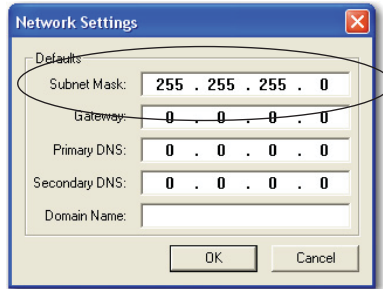 Network Settings
Defaults
Subnet Mask: 255 . 255 . 255 . 0
Gateway: 0 . 0 . 0 . 0
Primary DNS: 0 . 0 . 0 . 0
Secondary DNS: 0 . 0 . 0 . 0
Domain Name:
OK Cancel